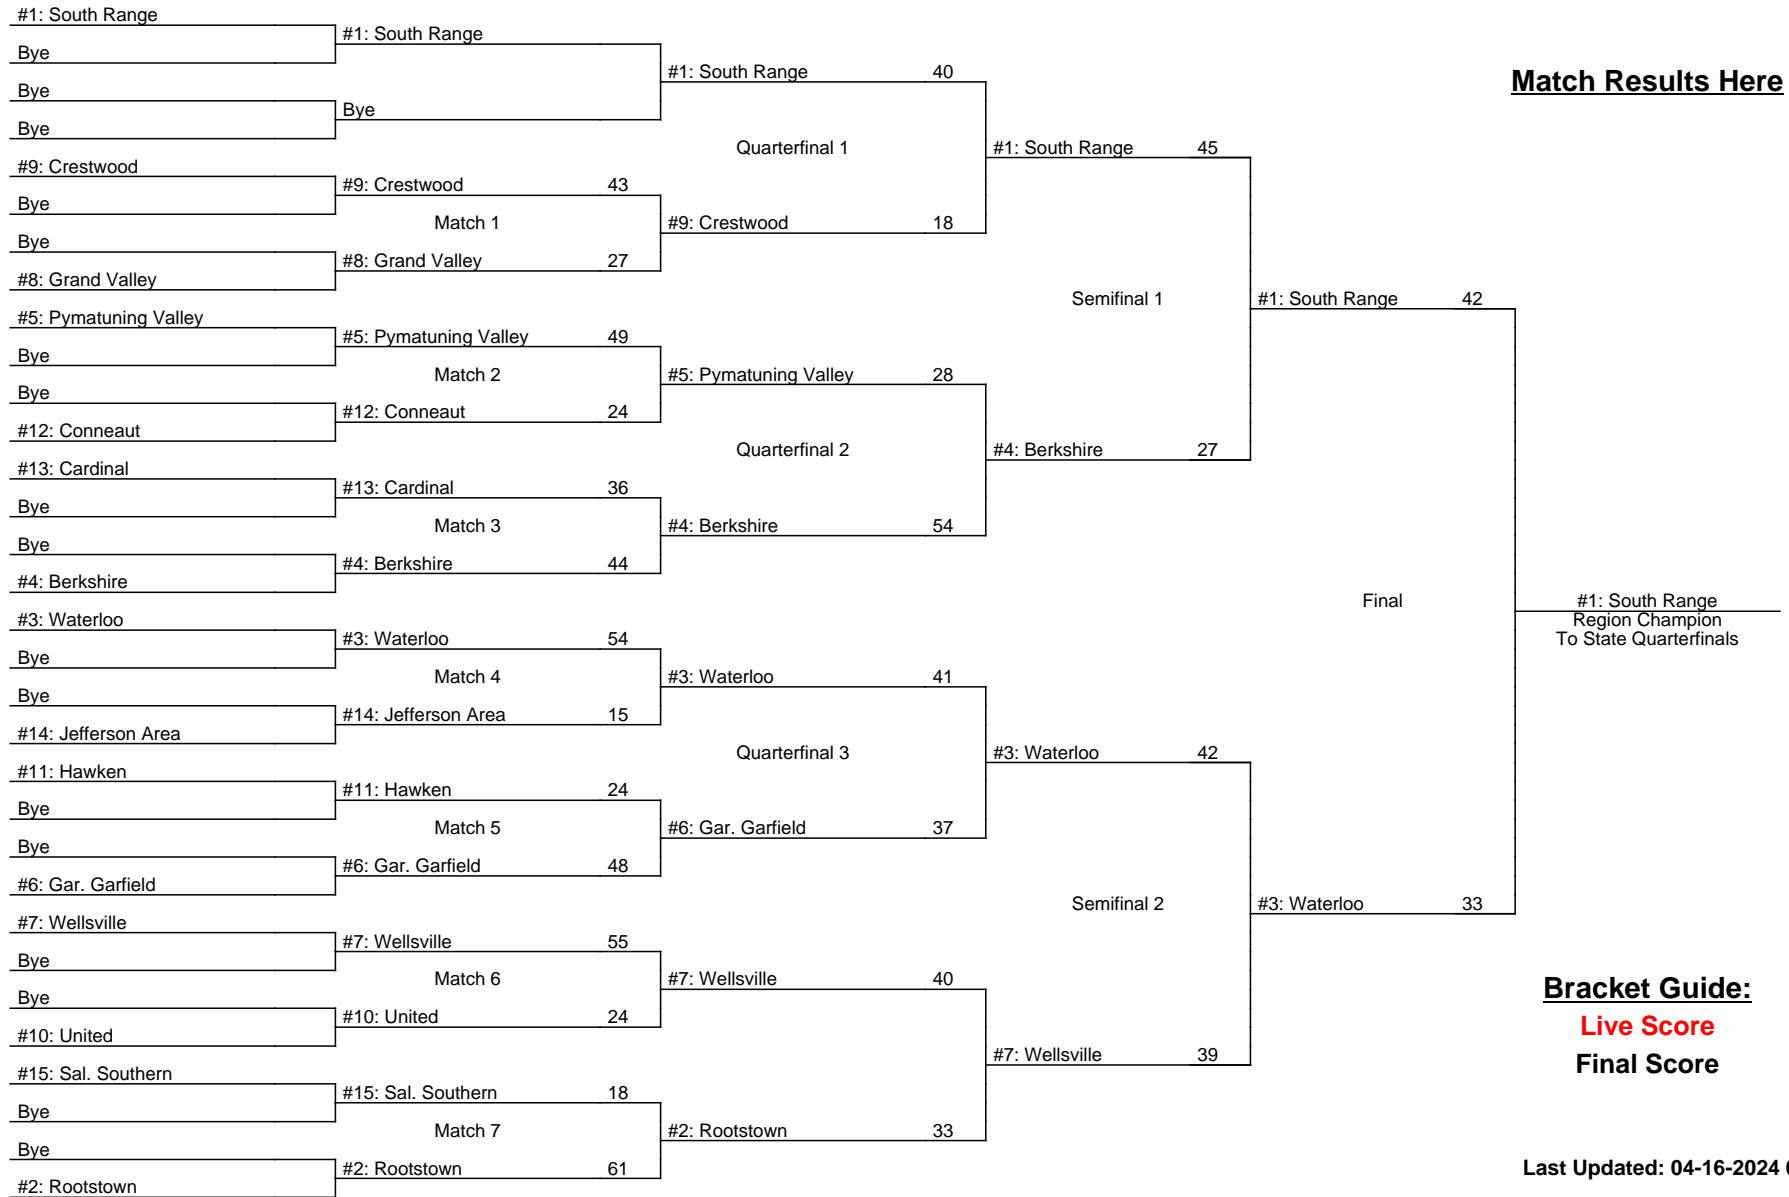 #1: South Range
Bye
Bye
Bye
#9: Crestwood
Bye
Bye
#8: Grand Valley
#5: Pymatuning Valley
Bye
Bye
#12: Conneaut
#13: Cardinal
Bye
Bye
#4: Berkshire
#3: Waterloo
Bye
Bye
#14: Jefferson Area
#11: Hawken
Bye
Bye
#6: Gar. Garfield
#7: Wellsville
Bye
Bye
#10: United
#15: Sal. Southern
Bye
Bye
#2: Rootstown
#1: South Range
Bye
#9: Crestwood 43
Match 1
#8: Grand Valley 27
#5: Pymatuning Valley 49
Match 2
#12: Conneaut 24
#13: Cardinal 36
Match 3
#4: Berkshire 44
#3: Waterloo 54
Match 4
#14: Jefferson Area 15
#11: Hawken 24
Match 5
#6: Gar. Garfield 48
#7: Wellsville 55
Match 6
#10: United 24
#15: Sal. Southern 18
Match 7
#2: Rootstown 61
#1: South Range 40
Quarterfinal 1
#9: Crestwood 18
#5: Pymatuning Valley 28
Quarterfinal 2
#4: Berkshire 54
#3: Waterloo 41
Quarterfinal 3
#6: Gar. Garfield 37
#7: Wellsville 40
#2: Rootstown 33
#1: South Range 45
Semifinal 1
#4: Berkshire 27
#3: Waterloo 42
Semifinal 2
#7: Wellsville 39
#1: South Range 42
Final
#3: Waterloo 33
Match Results Here
#1: South Range
Region Champion
To State Quarterfinals
Bracket Guide:
Live Score
Final Score
Last Updated: 04-16-2024